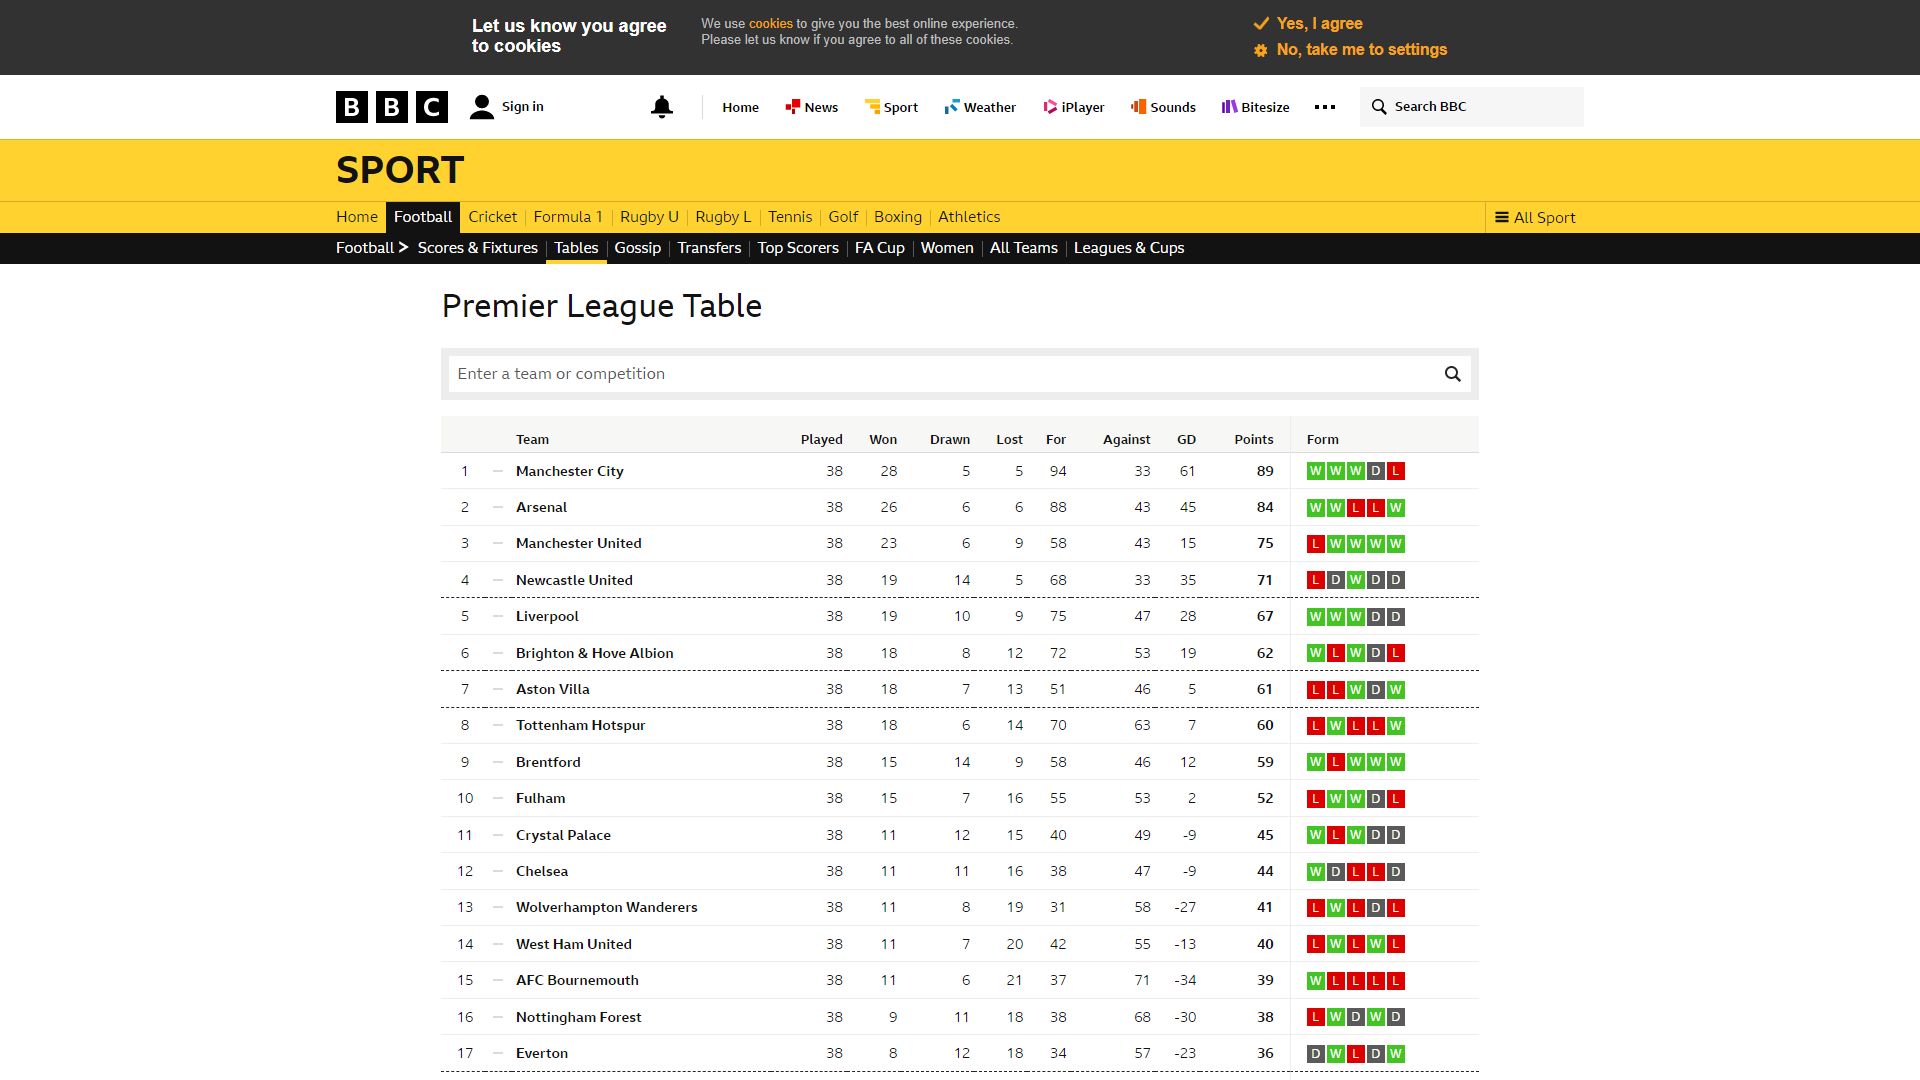 Let us know you agree to cookies
We use cookies to give you the best online experience.
Please let us know if you agree to all of these cookies.
Yes, I agree
No, take me to settings
BBC Sign in Home News Sport Weather iPlayer Sounds Bitesize Search BBC
SPORT
Home Football Cricket Formula 1 Rugby U Rugby L Tennis Golf Boxing Athletics All Sport
Football Scores & Fixtures Tables Gossip Transfers Top Scorers FA Cup Women All Teams Leagues & Cups
Premier League Table
Enter a team or competition
Team Played Won Drawn Lost For Against GD Points Form
1 Manchester City 38 28 5 5 94 33 61 89 W W W D L
2 Arsenal 38 26 6 6 88 43 45 84 W W L L W
3 Manchester United 38 23 6 9 58 43 15 75 L W W W W
4 Newcastle United 38 19 14 5 68 33 35 71 L D W D D
5 Liverpool 38 19 10 9 75 47 28 67 W W W D D
6 Brighton & Hove Albion 38 18 8 12 72 53 19 62 W L W D L
7 Aston Villa 38 18 7 13 51 46 5 61 L L W D W
8 Tottenham Hotspur 38 18 6 14 70 63 7 60 L W L L W
9 Brentford 38 15 14 9 58 46 12 59 W L W W W
10 Fulham 38 15 7 16 55 53 2 52 L W W D L
11 Crystal Palace 38 11 12 15 40 49 -9 45 W L W D D
12 Chelsea 38 11 11 16 38 47 -9 44 W D L L D
13 Wolverhampton Wanderers 38 11 8 19 31 58 -27 41 L W L D L
14 West Ham United 38 11 7 20 42 55 -13 40 L W L W L
15 AFC Bournemouth 38 11 6 21 37 71 -34 39 W L L L L
16 Nottingham Forest 38 9 11 18 38 68 -30 38 L W D W D
17 Everton 38 8 12 18 34 57 -23 36 D W L D W